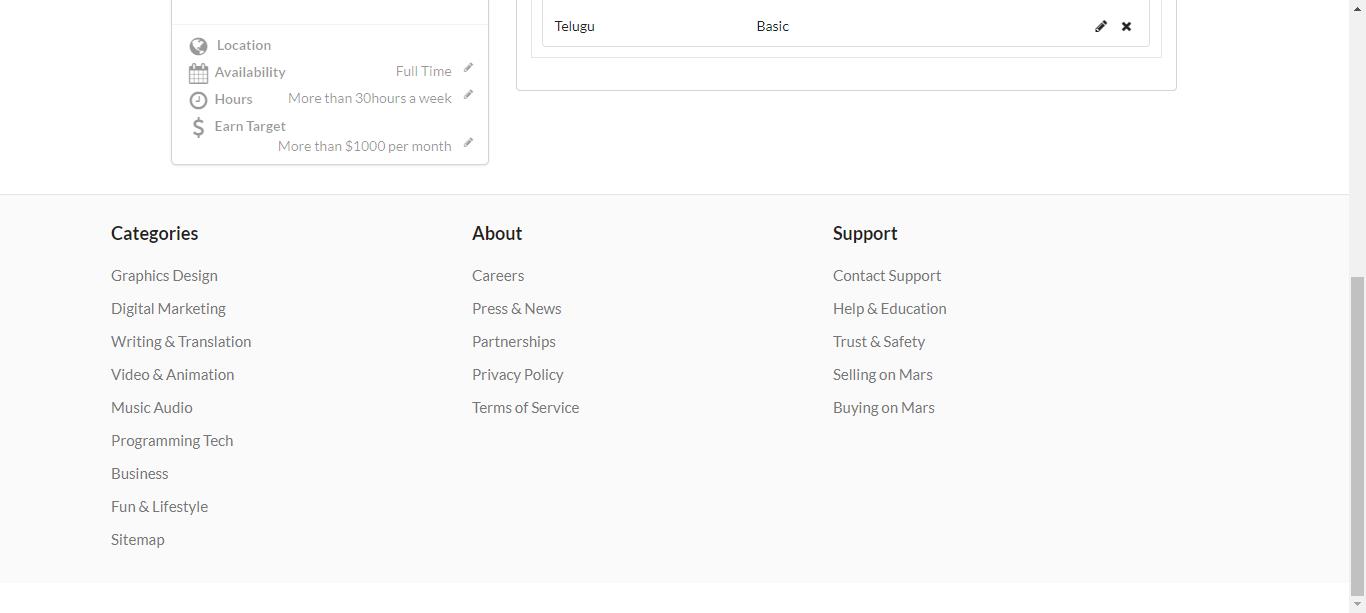 Telugu Basic
Location
Availability Full Time
Hours More than 30hours a week
Earn Target
More than $1000 per month
Categories
Graphics Design
Digital Marketing
Writing & Translation
Video & Animation
Music Audio
Programming Tech
Business
Fun & Lifestyle
Sitemap
About
Careers
Press & News
Partnerships
Privacy Policy
Terms of Service
Support
Contact Support
Help & Education
Trust & Safety
Selling on Mars
Buying on Mars